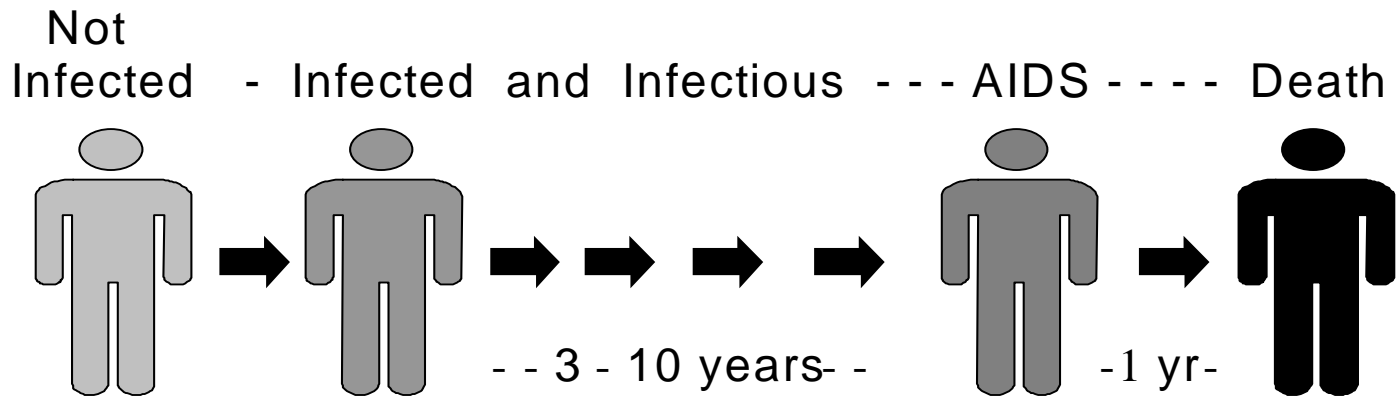 Not
Infected - Infected and Infectious - - - AIDS - - - - Death
- - 3 - 10 years- - -1 yr-